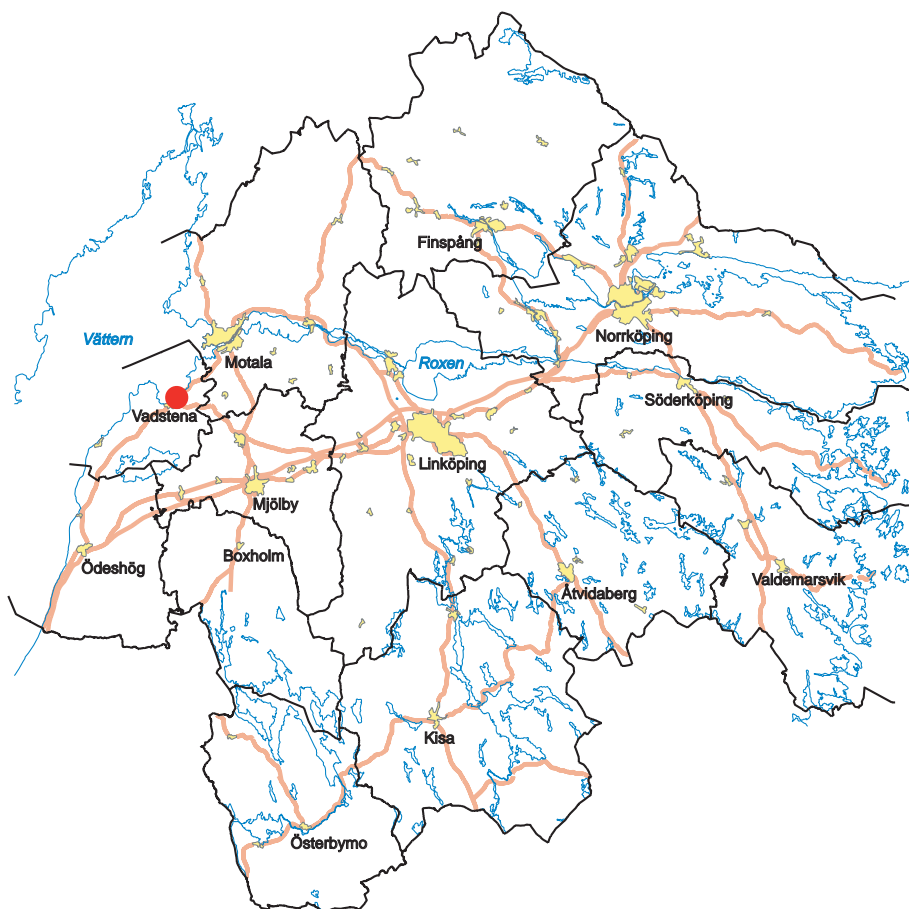 Finspång
Norrköping
Vättern
Motala
Roxen
Vadstena
Söderköping
Linköping
Mjölby
Boxholm
Ödeshög
Åtvidaberg
Valdemarsvik
Kisa
Österbymo